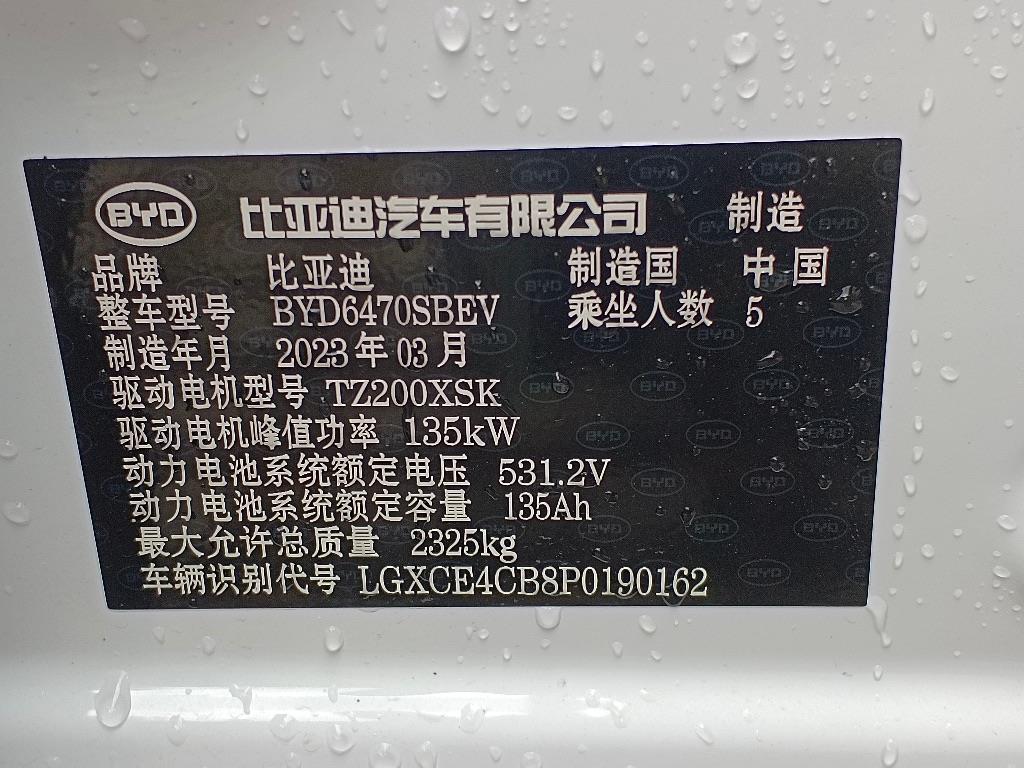 BYD 比亚迪汽车有限公司 制造
品牌 比亚迪 制造国 中国
整车型号 BYD6470SBEV 乘坐人数 5
制造年月 2023年03月
驱动电机型号 TZ200XSK
驱动电机峰值功率 135kW
动力电池系统额定电压 531.2V
动力电池系统额定容量 135Ah
最大允许总质量 2325kg
车辆识别代号 LGXCE4CB8P0190162